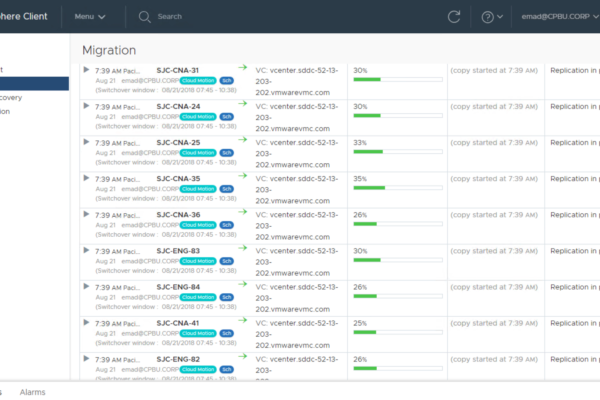 here Client Menu Search emad@CPBU.CORP
Migration
covery
7:39 AM Paci... SJC-CNA-31 VC: vcenter.sddc-52-13- 30% (copy started at 7:39 AM) Replication in
Aug 21 emad@CPBU.CORP Cloud Motion Sch 203-
(Switchover window : 08/21/2018 07:45 - 10:38) 202.vmwarevmc.com
7:39 AM Paci... SJC-CNA-24 VC: vcenter.sddc-52-13- 30% (copy started at 7:39 AM) Replication in
Aug 21 emad@CPBU.CORP Cloud Motion Sch 203-
(Switchover window : 08/21/2018 07:45 - 10:38) 202.vmwarevmc.com
7:39 AM Paci... SJC-CNA-25 VC: vcenter.sddc-52-13- 33% (copy started at 7:39 AM) Replication in
Aug 21 emad@CPBU.CORP Cloud Motion Sch 203-
(Switchover window : 08/21/2018 07:45 - 10:38) 202.vmwarevmc.com
7:39 AM Paci... SJC-CNA-35 VC: vcenter.sddc-52-13- 35% (copy started at 7:39 AM) Replication in
Aug 21 emad@CPBU.CORP Cloud Motion Sch 203-
(Switchover window : 08/21/2018 07:45 - 10:38) 202.vmwarevmc.com
7:39 AM Paci... SJC-CNA-36 VC: vcenter.sddc-52-13- 26% (copy started at 7:39 AM) Replication in
Aug 21 emad@CPBU.CORP Cloud Motion Sch 203-
(Switchover window : 08/21/2018 07:45 - 10:38) 202.vmwarevmc.com
7:39 AM Paci... SJC-ENG-83 VC: vcenter.sddc-52-13- 30% (copy started at 7:39 AM) Replication in
Aug 21 emad@CPBU.CORP Cloud Motion Sch 203-
(Switchover window : 08/21/2018 07:45 - 10:38) 202.vmwarevmc.com
7:39 AM Paci... SJC-ENG-84 VC: vcenter.sddc-52-13- 26% (copy started at 7:39 AM) Replication in
Aug 21 emad@CPBU.CORP Cloud Motion Sch 203-
(Switchover window : 08/21/2018 07:45 - 10:38) 202.vmwarevmc.com
7:39 AM Paci... SJC-CNA-41 VC: vcenter.sddc-52-13- 25% (copy started at 7:39 AM) Replication in
Aug 21 emad@CPBU.CORP Cloud Motion Sch 203-
(Switchover window : 08/21/2018 07:45 - 10:38) 202.vmwarevmc.com
7:39 AM Paci... SJC-ENG-82 VC: vcenter.sddc-52-13- 26% (copy started at 7:39 AM) Replication in
Aug 21 emad@CPBU.CORP Cloud Motion Sch 203-
(Switchover window : 08/21/2018 07:45 - 10:38) 202.vmwarevmc.com
Alarms